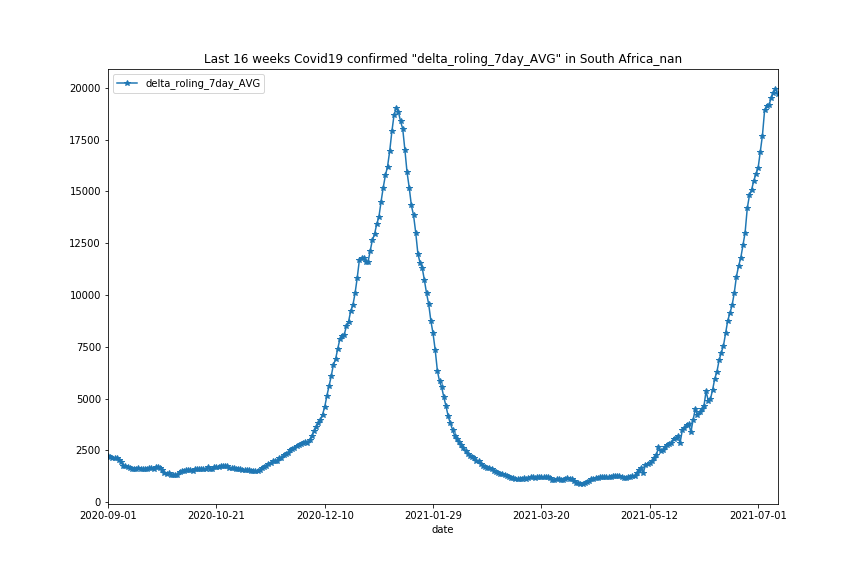 Last 16 weeks Covid19 confirmed "delta_roling_7day_AVG" in South Africa_nan
delta_roling_7day_AVG
20000
17500
15000
12500
10000
7500
5000
2500
0
2020-09-01 2020-10-21 2020-12-10 2021-01-29 2021-03-20 2021-05-12 2021-07-01
date